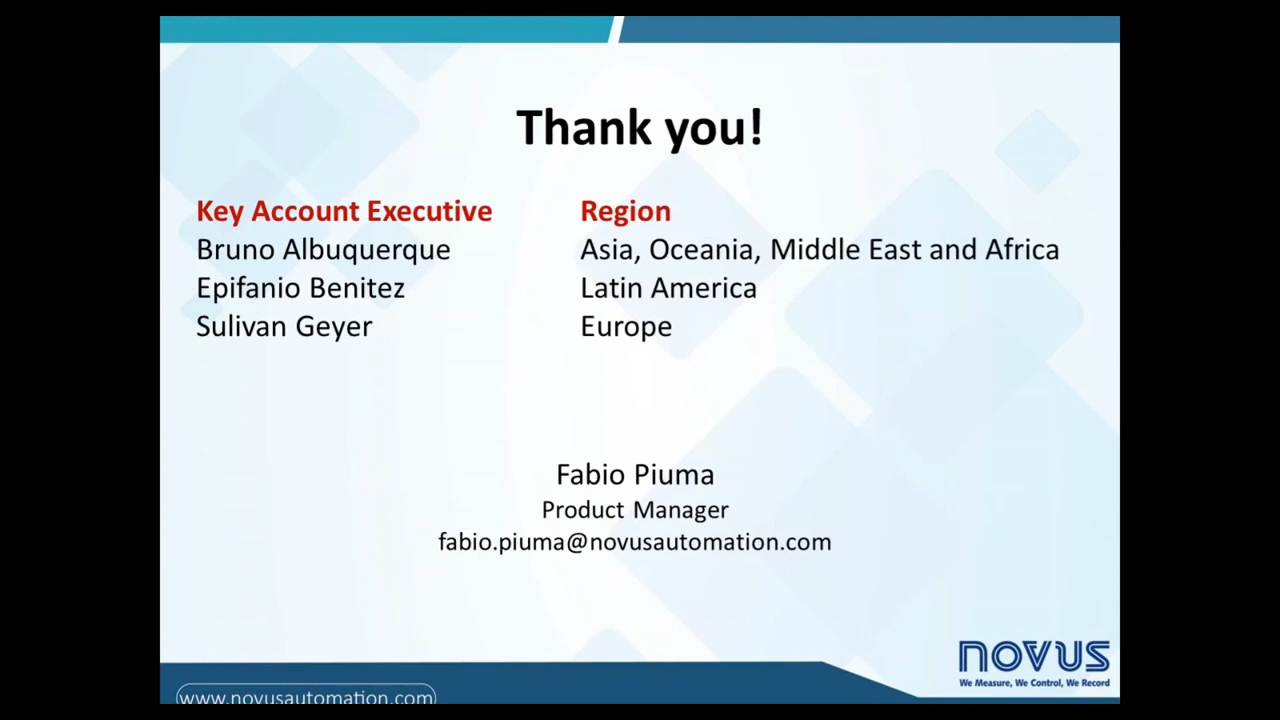 Thank you!
Key Account Executive Region
Bruno Albuquerque Asia, Oceania, Middle East and Africa
Epifanio Benitez Latin America
Sulivan Geyer Europe
Fabio Piuma
Product Manager
fabio.piuma@novusautomation.com
NOVUS
We Measure, We Control, We Record
www.novusautomation.com